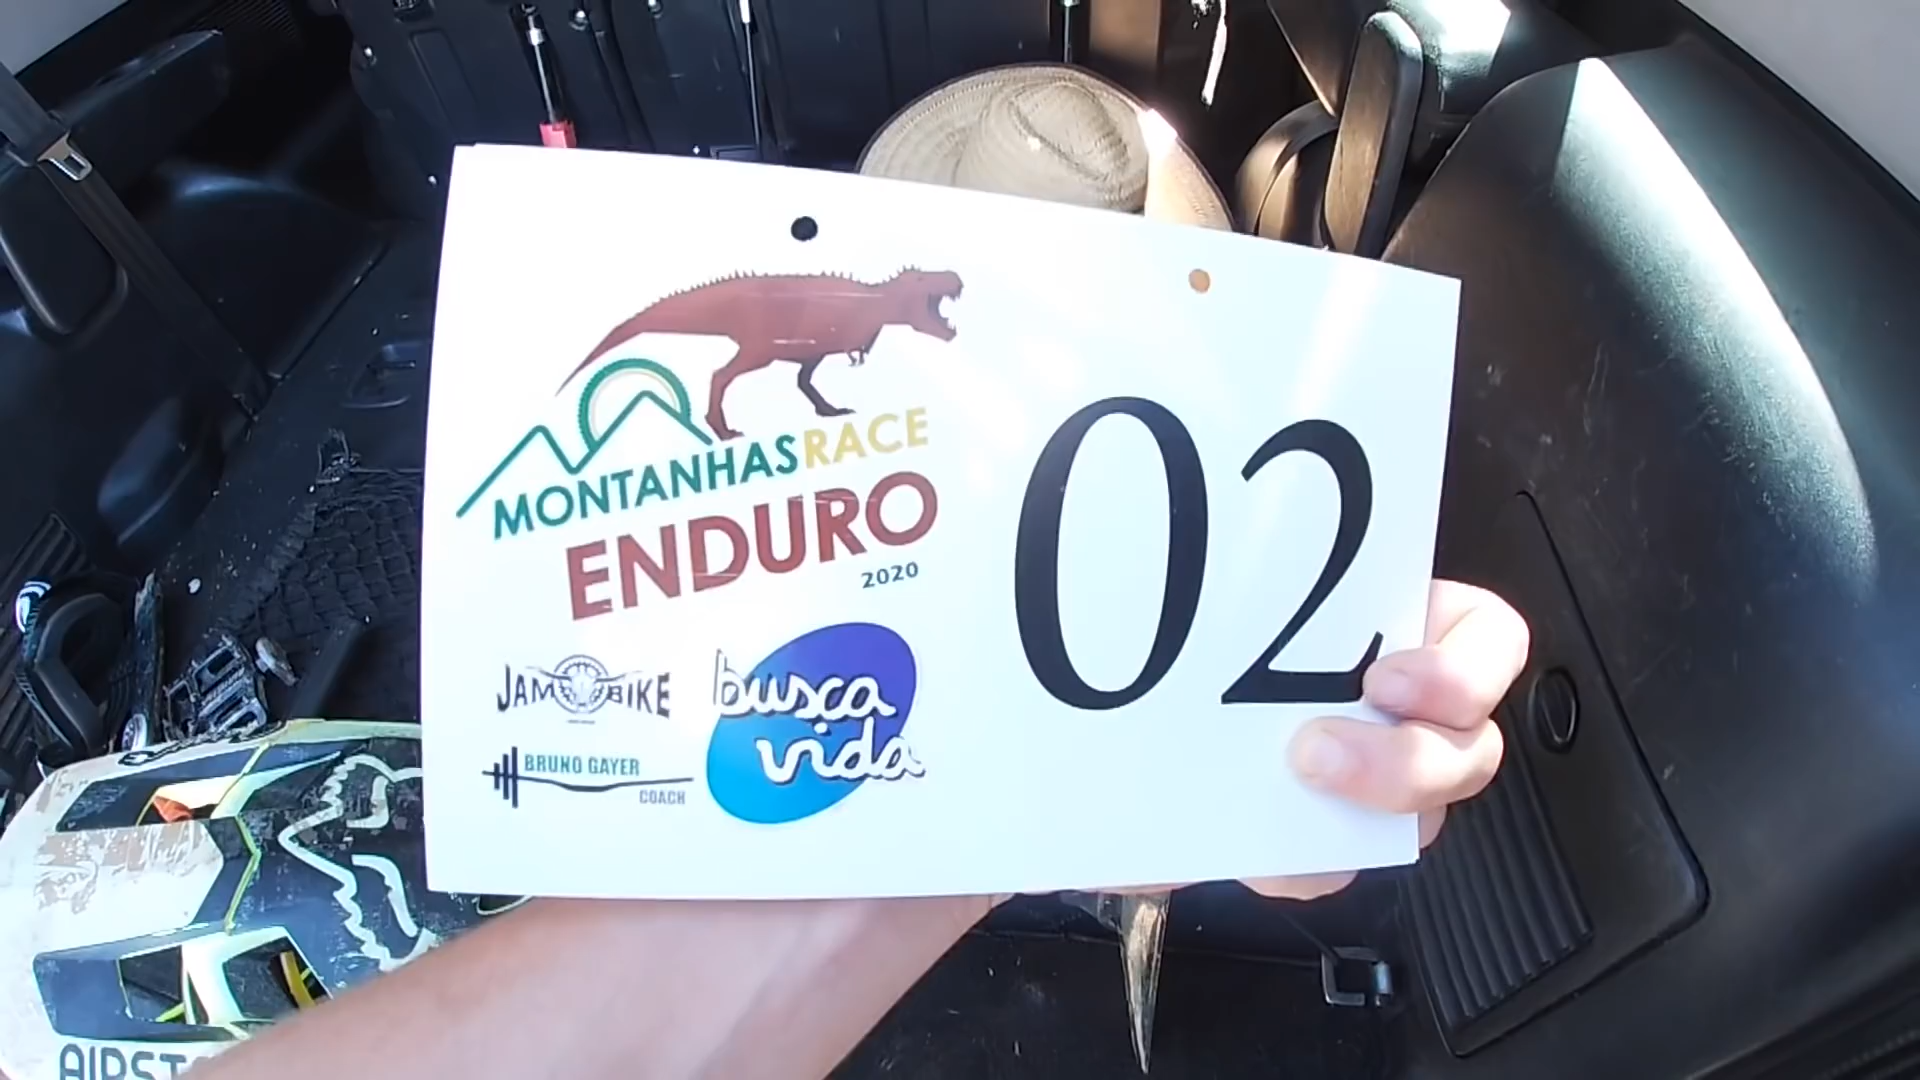 MONTANHASRACE
ENDURO
2020
02
JAM BIKE
busca
vida
BRUNO GAYER
COACH